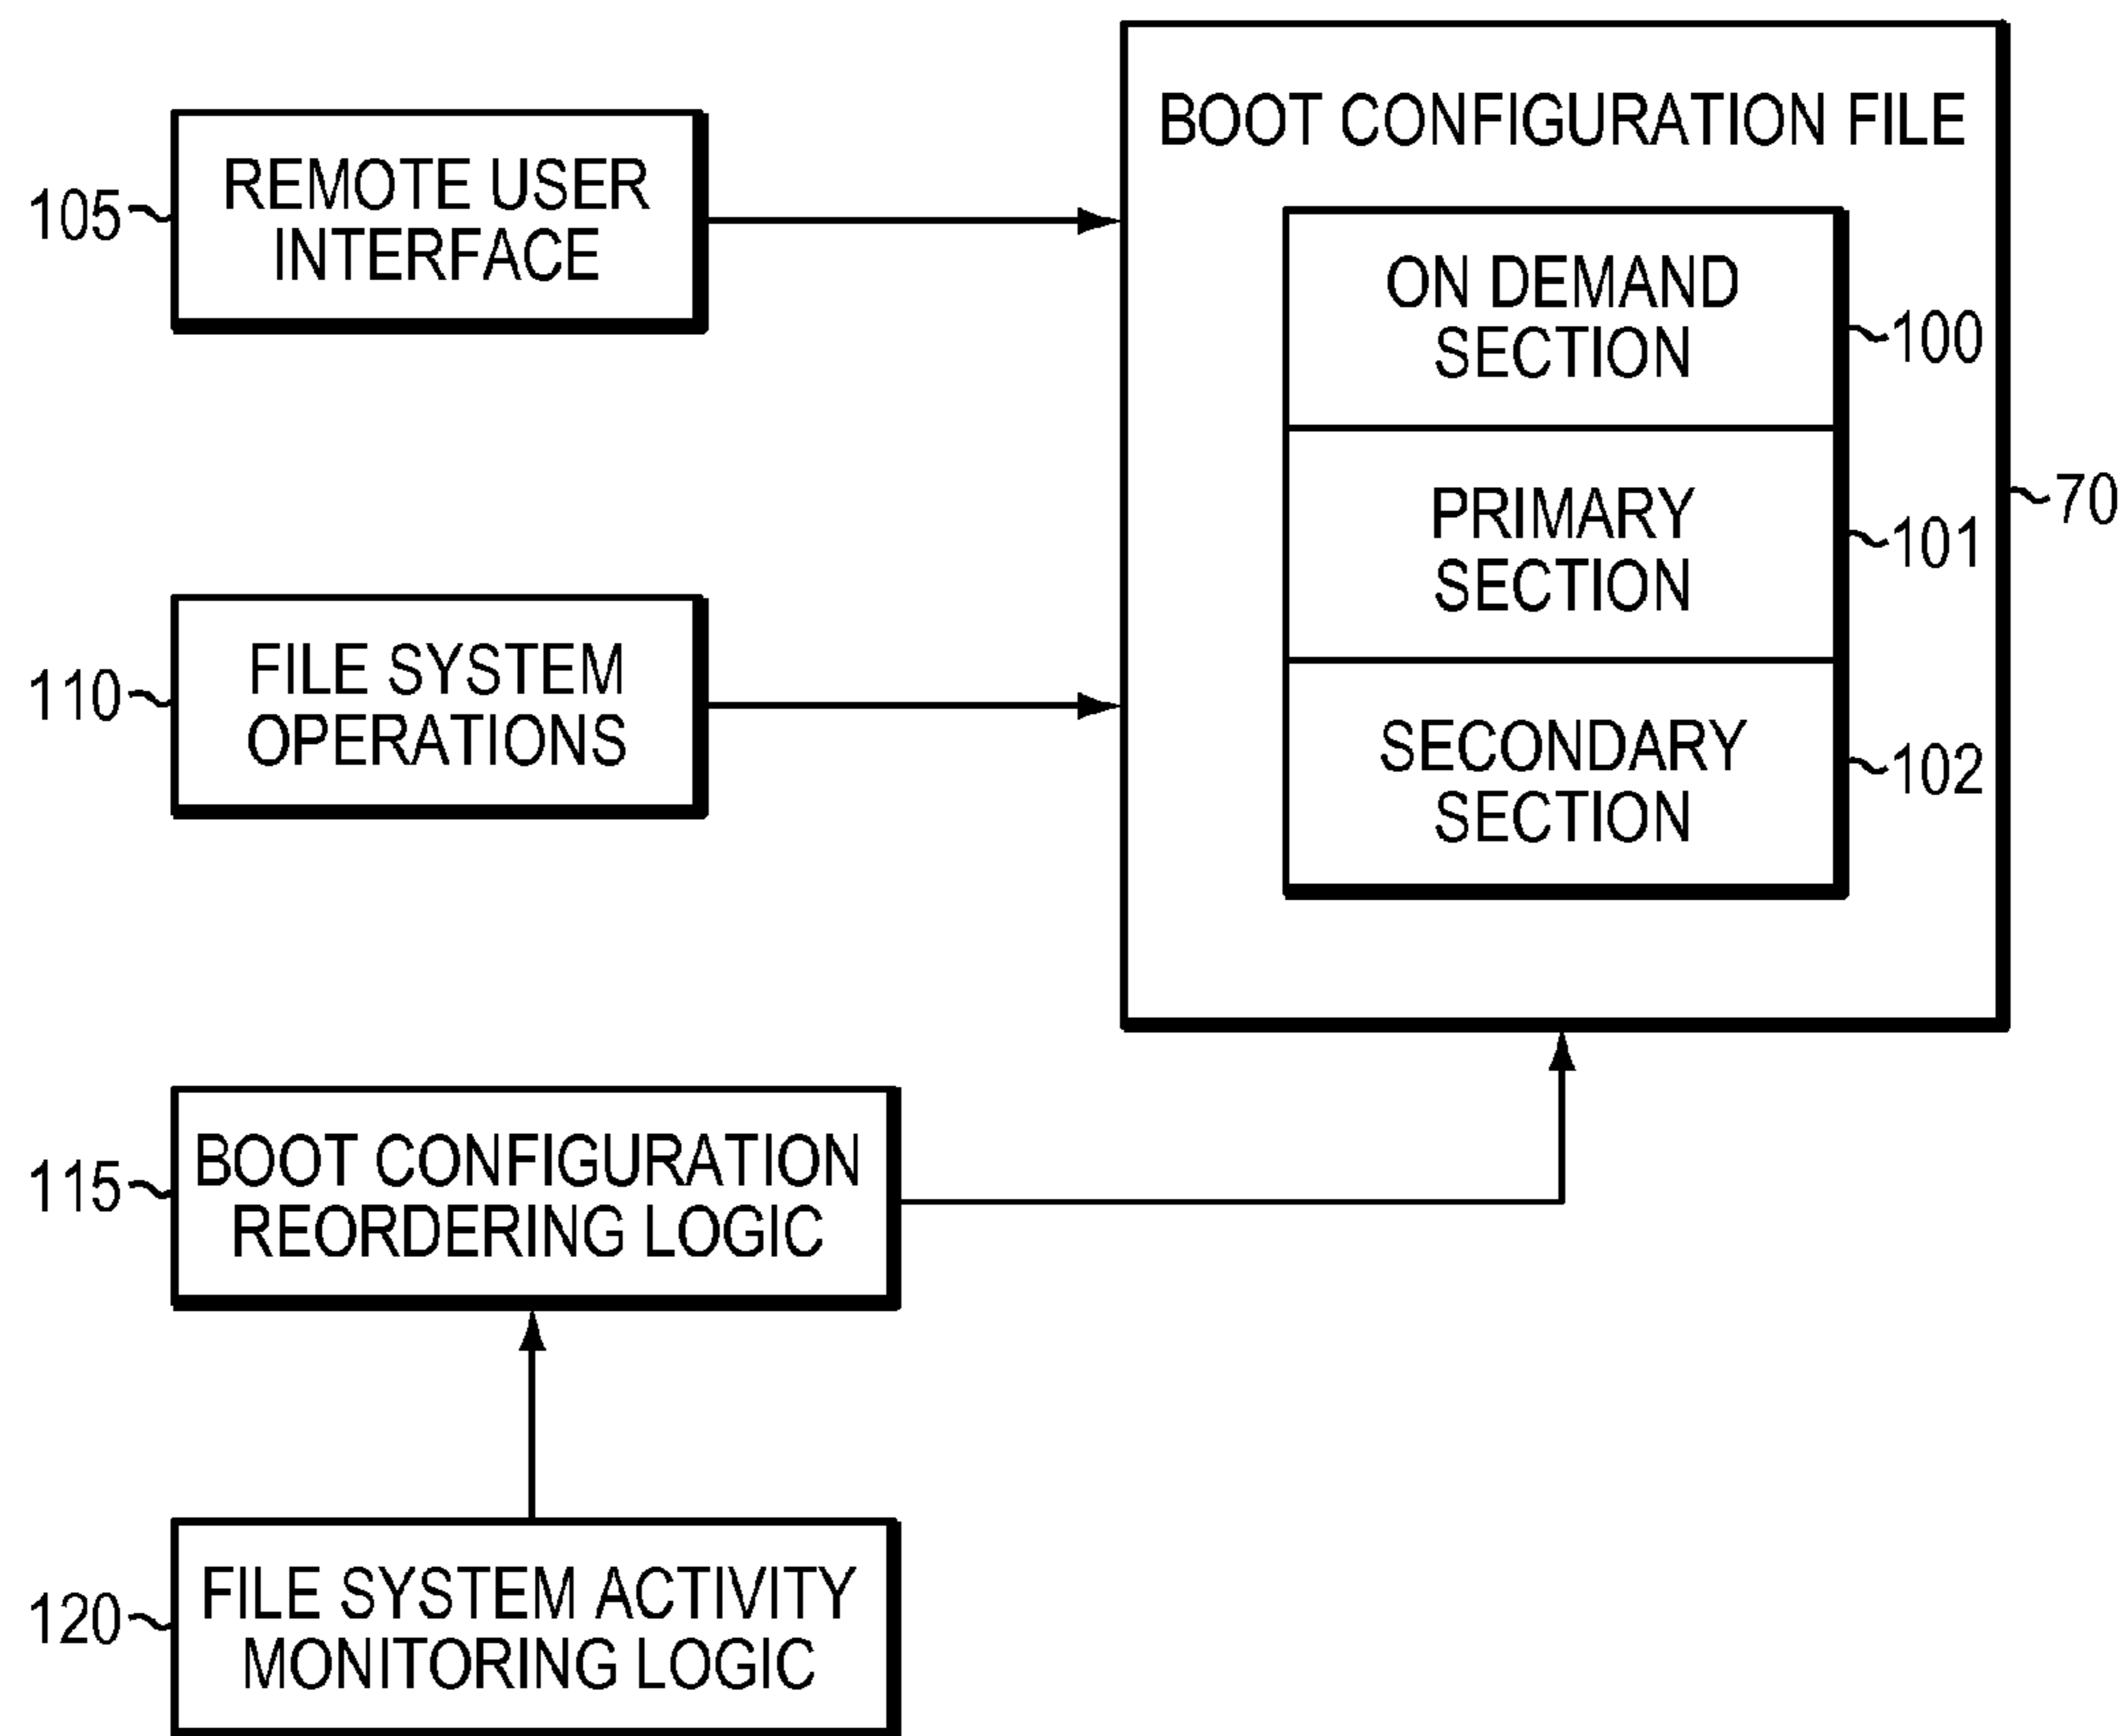 BOOT CONFIGURATION FILE
105
REMOTE USER
INTERFACE
ON DEMAND
SECTION
100
PRIMARY
SECTION
101
70
110
FILE SYSTEM
OPERATIONS
SECONDARY
SECTION
102
115
BOOT CONFIGURATION
REORDERING LOGIC
120
FILE SYSTEM ACTIVITY
MONITORING LOGIC